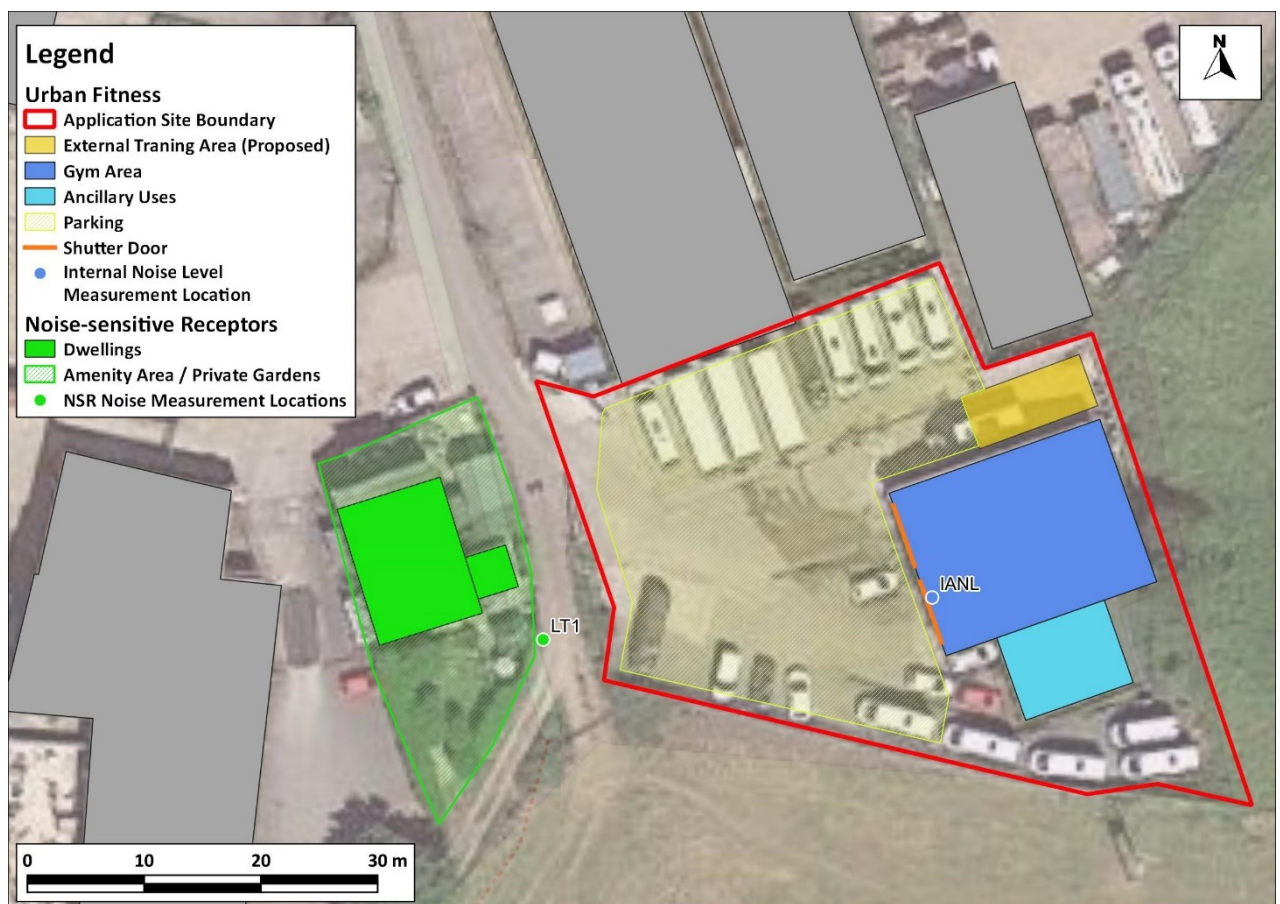 Legend
Urban Fitness
Application Site Boundary
External Traning Area (Proposed)
Gym Area
Ancillary Uses
Parking
Shutter Door
Internal Noise Level
Measurement Location
Noise-sensitive Receptors
Dwellings
Amenity Area / Private Gardens
NSR Noise Measurement Locations
N
IANL
LT1
0 10 20 30 m